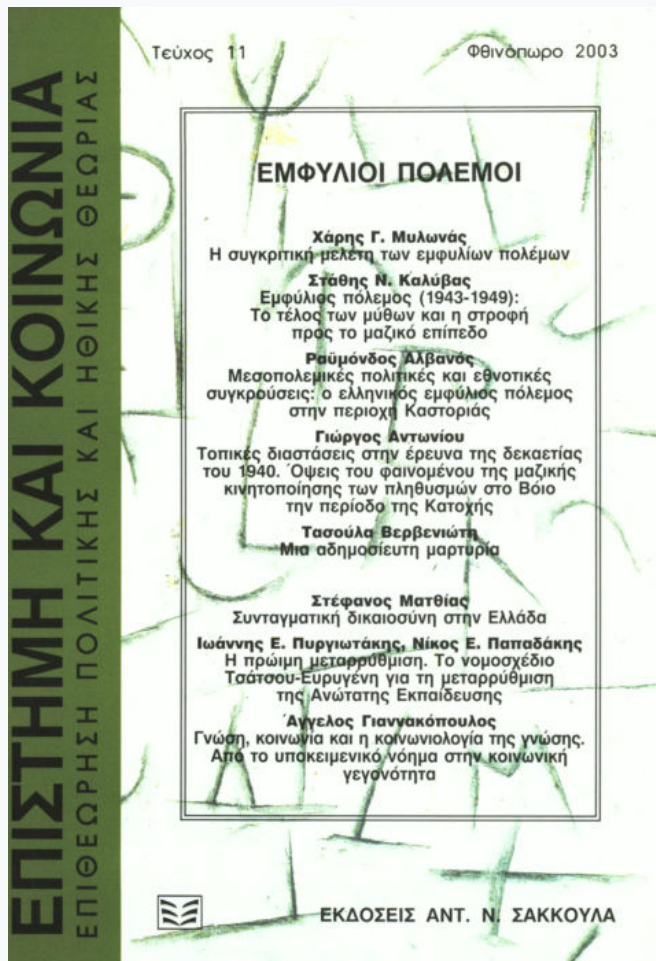 ΕΠΙΣΤΗΜΗ ΚΑΙ ΚΟΙΝΩΝΙΑ
ΕΠΙΘΕΩΡΗΣΗ ΠΟΛΙΤΙΚΗΣ ΚΑΙ ΗΘΙΚΗΣ ΘΕΩΡΙΑΣ
Τεύχος 11 Φθινόπωρο 2003
ΕΜΦΥΛΙΟΙ ΠΟΛΕΜΟΙ
Χάρης Γ. Μυλωνάς
Η συγκριτική μελέτη των εμφυλίων πολέμων
Στάθης Ν. Καλύβας
Εμφύλιος πόλεμος (1943-1949):
Το τέλος των μύθων και η στροφή
προς το μαζικό επίπεδο
Ραϋμόνδος Αλβανός
Μεσοπολεμικές πολιτικές και εθνοτικές
συγκρούσεις: ο ελληνικός εμφύλιος πόλεμος
στην περιοχή Καστοριάς
Γιώργος Αντωνίου
Τοπικές διαστάσεις στην έρευνα της δεκαετίας
του 1940. Όψεις του φαινομένου της μαζικής
κινητοποίησης των πληθυσμών στο Βόιο
την περίοδο της Κατοχής
Τασούλα Βερβενιώτη
Μια αδημοσίευτη μαρτυρία
Στέφανος Ματθίας
Συνταγματική δικαιοσύνη στην Ελλάδα
Ιωάννης Ε. Πυργιωτάκης, Νίκος Ε. Παπαδάκης
Η πρώιμη μεταρρύθμιση. Το νομοσχέδιο
Τσάτσου-Ευρυγένη για τη μεταρρύθμιση
της Ανώτατης Εκπαίδευσης
Άγγελος Γιαννακόπουλος
Γνώση, κοινωνία και η κοινωνιολογία της γνώσης.
Από το υποκειμενικό νόημα στην κοινωνική
γεγονότητα
ΕΚΔΟΣΕΙΣ ΑΝΤ. Ν. ΣΑΚΚΟΥΛΑ